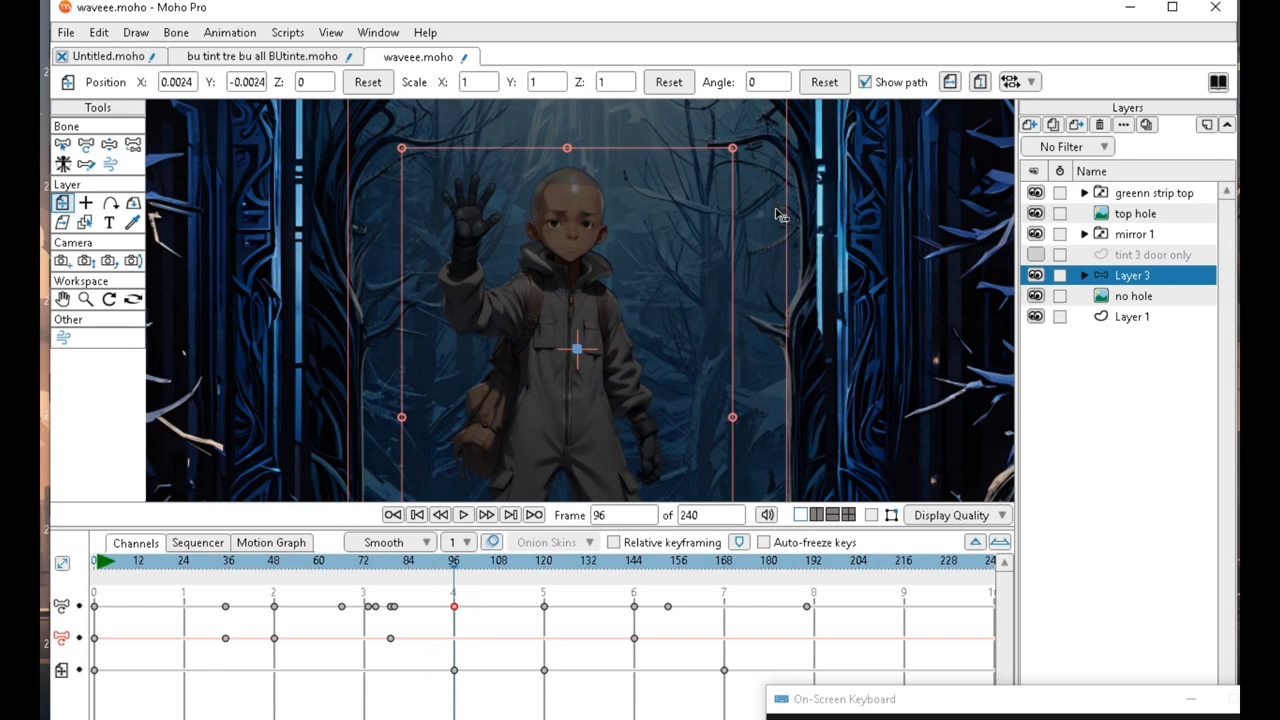 waveee.moho - Moho Pro
File Edit Draw Bone Animation Scripts View Window Help
Untitled.moho bu tint tre bu all BUtinte.moho waveee.moho
Position X: 0.0024 Y: -0.0024 Z: 0 Reset Scale X: 1 Y: 1 Z: 1 Reset Angle: 0 Reset Show path
Tools
Bone
Layer
T
Camera
Workspace
Other
Layers
No Filter
Name
greenn strip top
top hole
mirror 1
tint 3 door only
Layer 3
no hole
Layer 1
Frame 96 of 240 Display Quality
Channels Sequencer Motion Graph Smooth 1 Onion Skins Relative keyframing Auto-freeze keys
0 12 24 36 48 60 72 84 96 108 120 132 144 156 168 180 192 204 216 228 24
0 1 2 3 4 5 6 7 8 9 1
On-Screen Keyboard